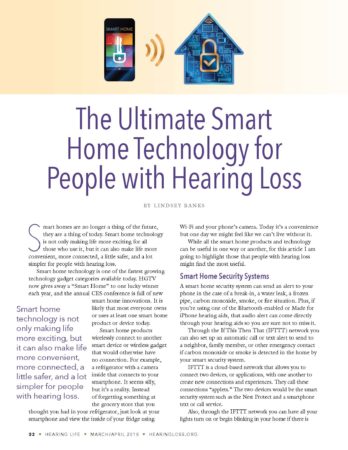 SMART HOME
The Ultimate Smart
Home Technology for
People with Hearing Loss
BY LINDSEY BANKS
Smart homes are no longer a thing of the future,
they are a thing of today. Smart home technology
is not only making life more exciting for all
those who use it, but it can also make life more
convenient, more connected, a little safer, and a lot
simpler for people with hearing loss.
Smart home technology is one of the fastest growing
technology gadget categories available today. HGTV
now gives away a “Smart Home” to one lucky winner
each year, and the annual CES conference is full of new
smart home innovations. It is
likely that most everyone owns
or uses at least one smart home
product or device today.
Smart home products
wirelessly connect to another
smart device or wireless gadget
that would otherwise have
no connection. For example,
a refrigerator with a camera
inside that connects to your
smartphone. It seems silly,
but it's a reality. Instead
of forgetting something at
the grocery store that you
thought you had in your refrigerator, just look at your
smartphone and view the inside of your fridge using
Smart home
technology is not
only making life
more exciting, but
it can also make life
more convenient,
more connected, a
little safer, and a lot
simpler for people
with hearing loss.
Wi-Fi and your phone's camera. Today it's a convenience
but one day we might feel like we can't live without it.
While all the smart home products and technology
can be useful in one way or another, for this article I am
going to highlight those that people with hearing loss
might find the most useful.
Smart Home Security Systems
A smart home security system can send an alert to your
phone in the case of a break-in, a water leak, a frozen
pipe, carbon monoxide, smoke, or fire situation. Plus, if
you're using one of the Bluetooth-enabled or Made for
iPhone hearing aids, that audio alert can come directly
through your hearing aids so you are sure not to miss it.
Through the If This Then That (IFTTT) network you
can also set up an automatic call or text alert to send to
a neighbor, family member, or other emergency contact
if carbon monoxide or smoke is detected in the home by
your smart security system.
IFTTT is a cloud-based network that allows you to
connect two devices, or applications, with one another to
create new connections and experiences. They call these
connections “applets.” The two devices would be the smart
security system such as the Nest Protect and a smartphone
text or call service.
Also, through the IFTTT network you can have all your
lights turn on or begin blinking in your home if there is
HEARING LIFE • MARCH/APRIL 2019 • HEARINGLOSS.ORG